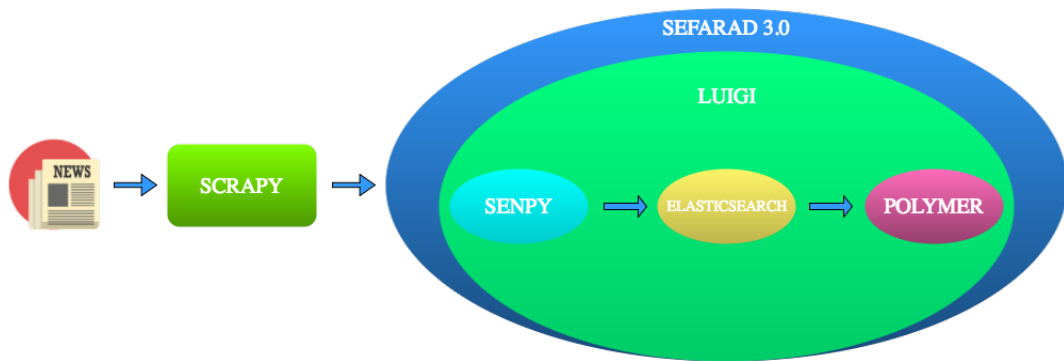 SEFARAD 3.0
LUIGI
NEWS
SCRAPY
SENPY
ELASTICSEARCH
POLYMER